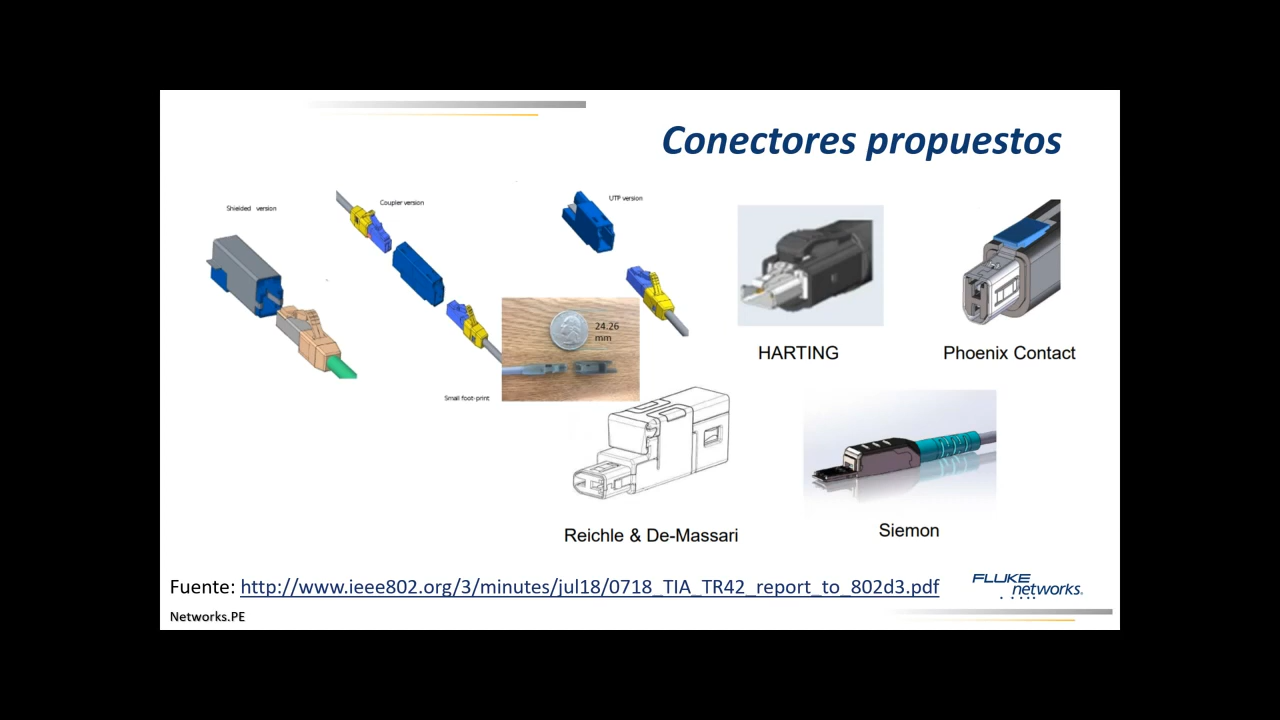 Conectores propuestos
Shielded version
Coupler version
UTP version
24.26
mm
Small foot-print
HARTING
Phoenix Contact
Reichle & De-Massari
Siemon
Fuente: http://www.ieee802.org/3/minutes/jul18/0718_TIA_TR42_report_to_802d3.pdf
FLUKE
networks.
Networks.PE